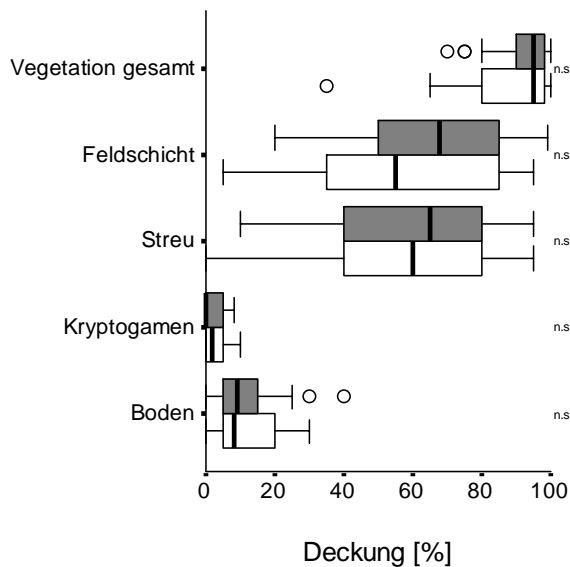 Vegetation gesamt
n.s
Feldschicht
n.s
Streu
n.s
Kryptogamen
n.s
Boden
n.s
0 20 40 60 80 100
Deckung [%]